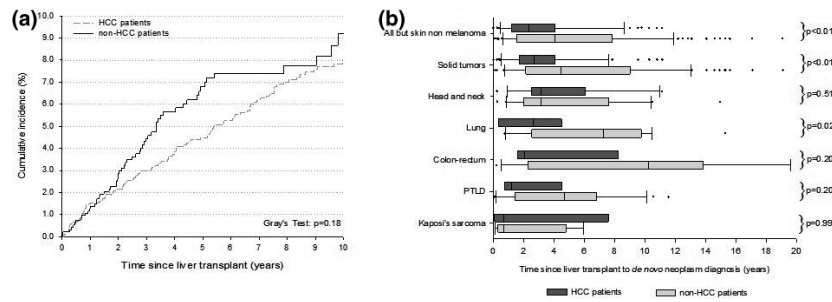 (a)
HCC patients
non-HCC patients
Cumulative incidence (%)
10.0
9.0
8.0
7.0
6.0
5.0
4.0
3.0
2.0
1.0
0.0
Gray's Test: p=0.18
0 1 2 3 4 5 6 7 8 9 10
Time since liver transplant (years)
(b)
All but skin non melanoma p<0.01
Solid tumors p<0.01
Head and neck p=0.51
Lung p=0.02
Colon-rectum p=0.20
PTLD p=0.20
Kaposi's sarcoma p=0.99
0 2 4 6 8 10 12 14 16 18 20
Time since liver transplant to de novo neoplasm diagnosis (years)
HCC patients non-HCC patients